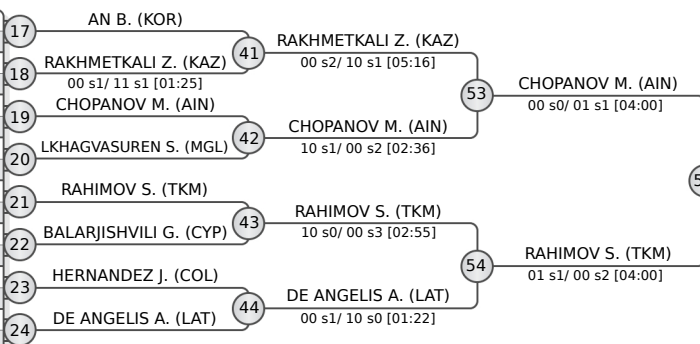 17
AN B. (KOR)
18
RAKHMETKALI Z. (KAZ)
00 s1/ 11 s1 [01:25]
41
RAKHMETKALI Z. (KAZ)
00 s2/ 10 s1 [05:16]
19
CHOPANOV M. (AIN)
20
LKHAGVASUREN S. (MGL)
42
CHOPANOV M. (AIN)
10 s1/ 00 s2 [02:36]
53
CHOPANOV M. (AIN)
00 s0/ 01 s1 [04:00]
21
RAHIMOV S. (TKM)
22
BALARJISHVILI G. (CYP)
43
RAHIMOV S. (TKM)
10 s0/ 00 s3 [02:55]
23
HERNANDEZ J. (COL)
24
DE ANGELIS A. (LAT)
44
DE ANGELIS A. (LAT)
00 s1/ 10 s0 [01:22]
54
RAHIMOV S. (TKM)
01 s1/ 00 s2 [04:00]